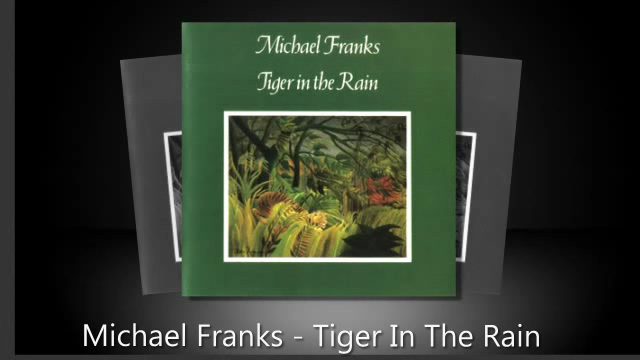 Michael Franks
Tiger in the Rain
Michael Franks - Tiger In The Rain